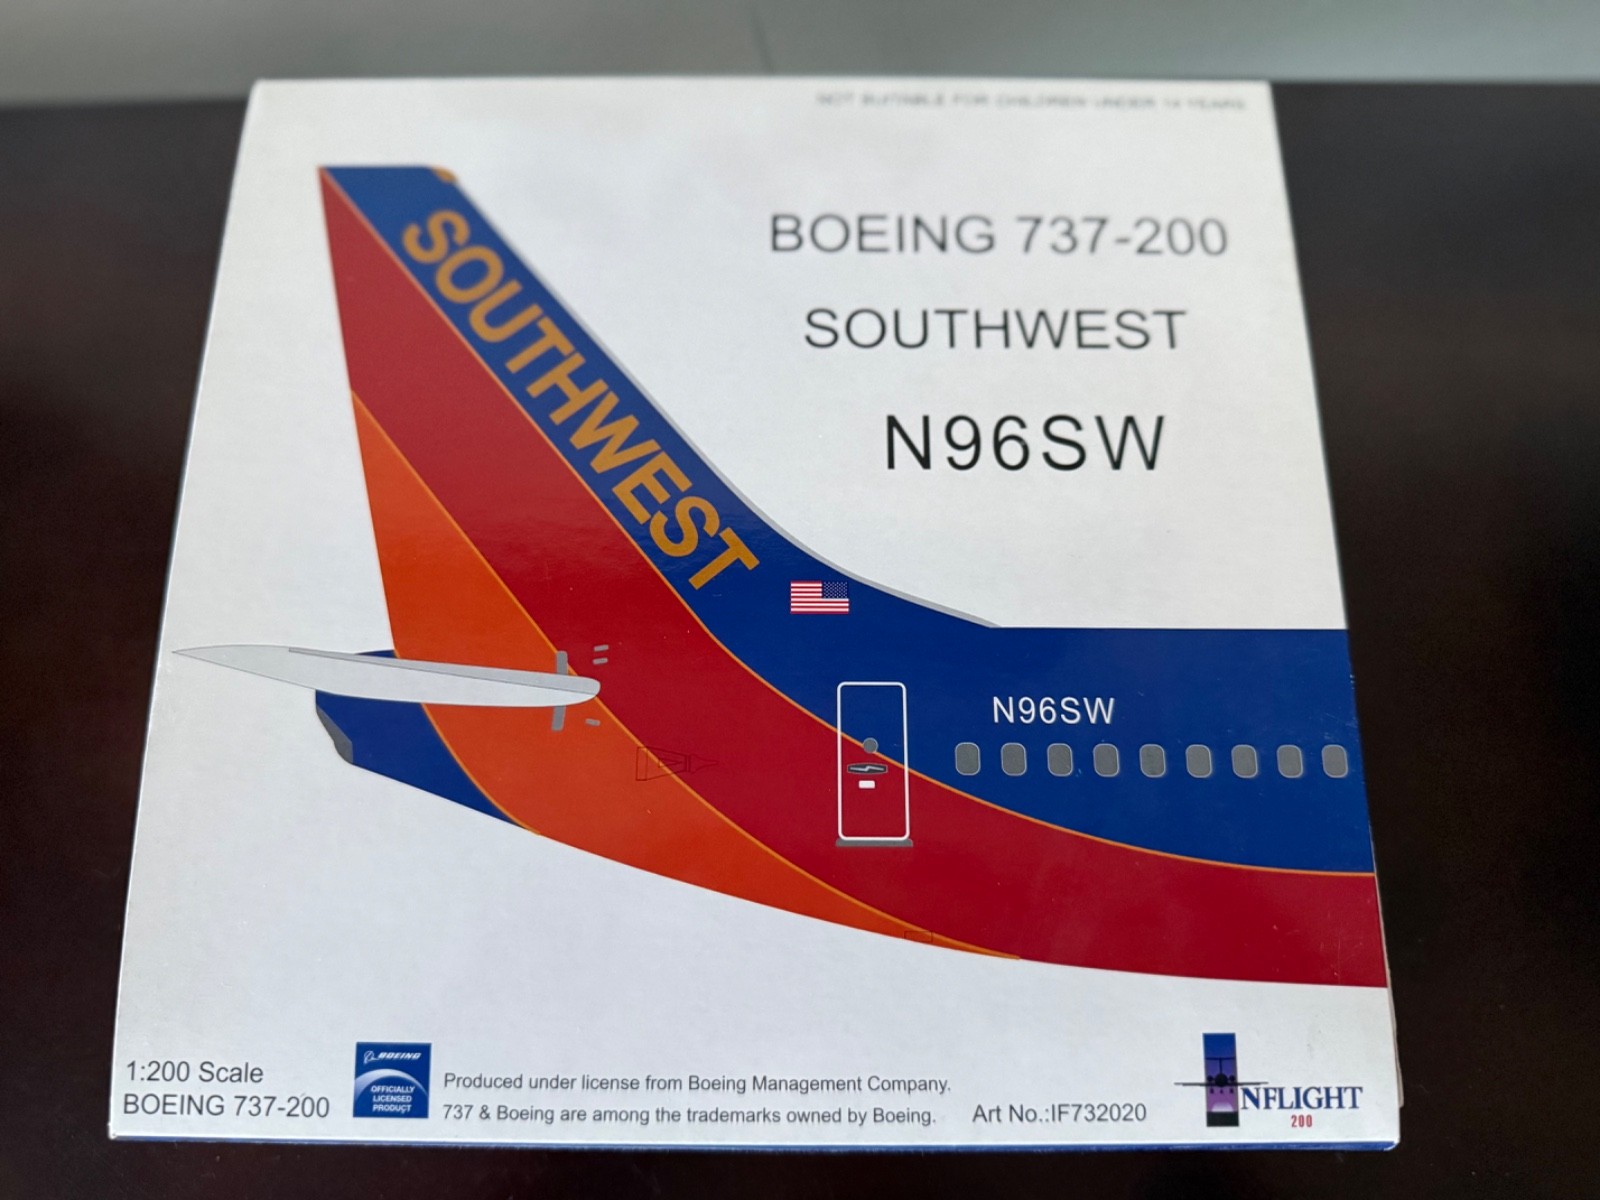 NOT SUITABLE FOR CHILDREN UNDER 14 YEARS
BOEING 737-200
SOUTHWEST
N96SW
SOUTHWEST
N96SW
1:200 Scale
BOEING 737-200
BOEING
OFFICIALLY
LICENSED
PRODUCT
Produced under license from Boeing Management Company.
737 & Boeing are among the trademarks owned by Boeing.
Art No.:IF732020
INFLIGHT
200